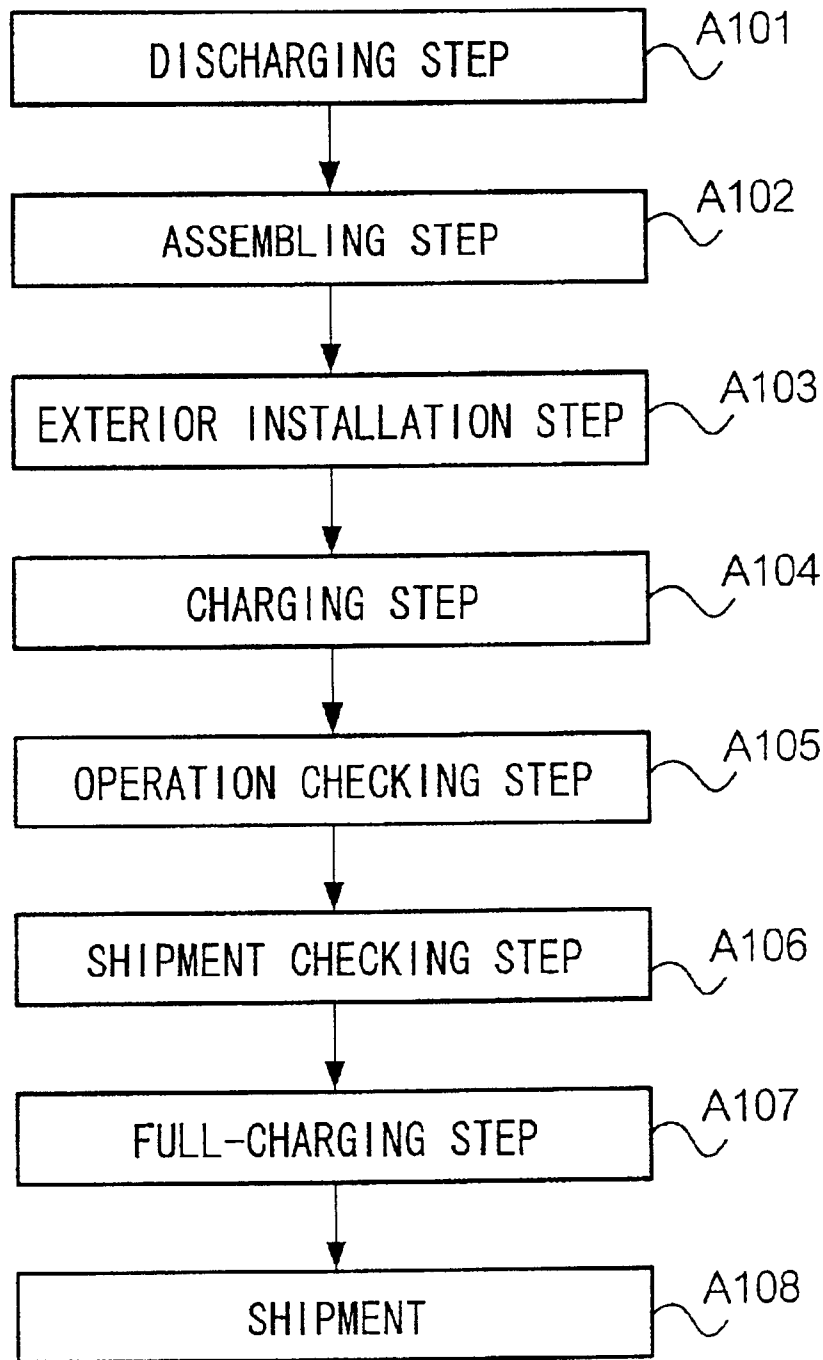 DISCHARGING STEP
A101
ASSEMBLING STEP
A102
EXTERIOR INSTALLATION STEP
A103
CHARGING STEP
A104
OPERATION CHECKING STEP
A105
SHIPMENT CHECKING STEP
A106
FULL-CHARGING STEP
A107
SHIPMENT
A108